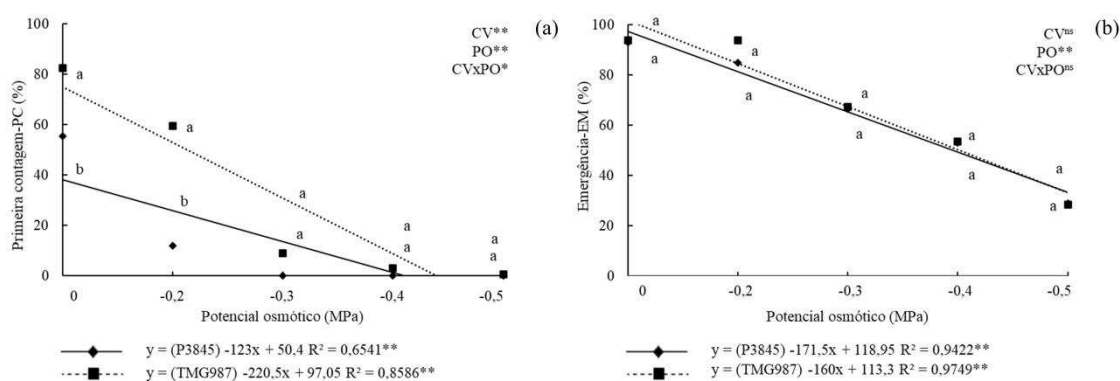 (a)
CV**
PO**
CVxPO*
Primeira contagem-PC (%)
100
80
60
40
20
0
a
a
a
a
a
b
b
a
a
a
0 -0,2 -0,3 -0,4 -0,5
Potencial osmótico (MPa)
y = (P3845) -123x + 50,4 R² = 0,6541**
y = (TMG987) -220,5x + 97,05 R² = 0,8586**
(b)
CVns
PO**
CVxPOns
Emergência-EM (%)
100
80
60
40
20
0
a
a
a
a
a
a
a
a
a
a
0 -0,2 -0,3 -0,4 -0,5
Potencial osmótico (MPa)
y = (P3845) -171,5x + 118,95 R² = 0,9422**
y = (TMG987) -160x + 113,3 R² = 0,9749**